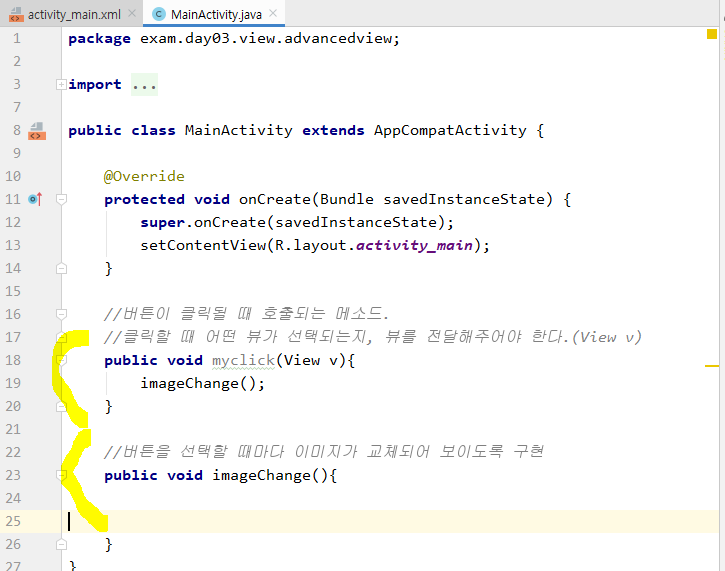 activity_main.xml × MainActivity.java ×
1 package exam.day03.view.advancedview;
2
3 import ...
7
8 public class MainActivity extends AppCompatActivity {
9
10 @Override
11 protected void onCreate(Bundle savedInstanceState) {
12 super.onCreate(savedInstanceState);
13 setContentView(R.layout.activity_main);
14 }
15
16 //버튼이 클릭될 때 호출되는 메소드.
17 //클릭할 때 어떤 뷰가 선택되는지, 뷰를 전달해주어야 한다.(View v)
18 public void myclick(View v){
19 imageChange();
20 }
21
22 //버튼을 선택할 때마다 이미지가 교체되어 보이도록 구현
23 public void imageChange(){
24
25
26 }
27 }